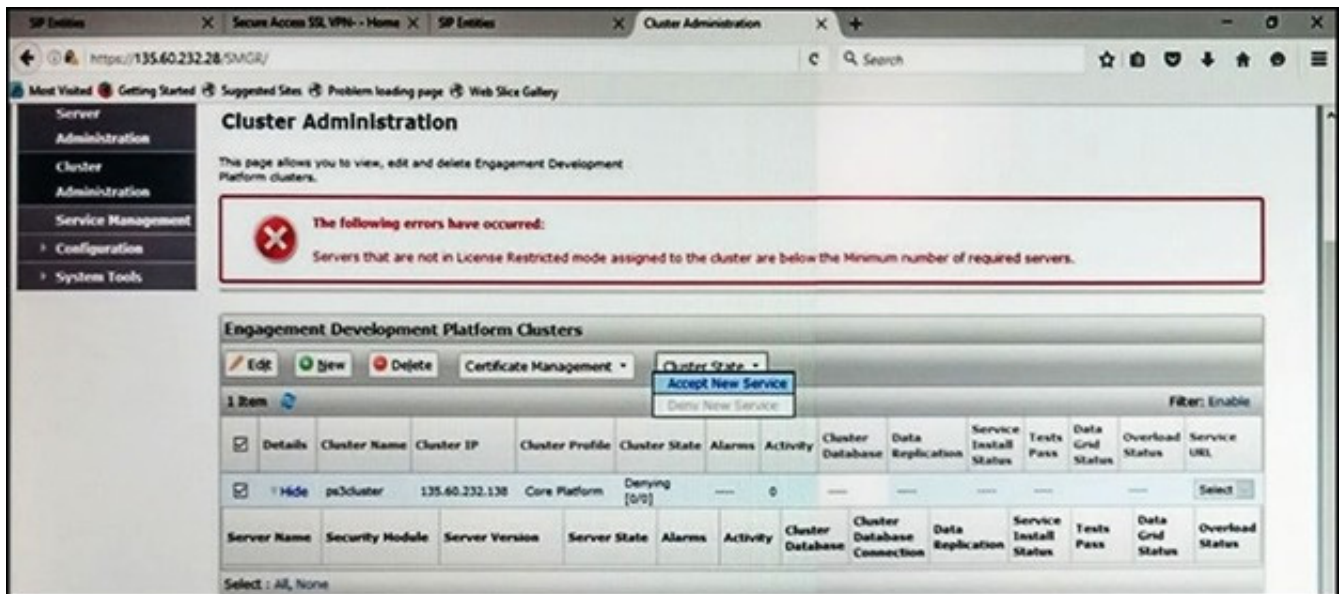 SIP Entities
Secure Access SSL VPN- - Home
SIP Entities
Cluster Administration
https://135.60.232.28/SMGR/
Search
Most Visited Getting Started Suggested Sites Problem loading page Web Slice Gallery
Server
Administration
Cluster
Administration
Service Management
Configuration
System Tools
Cluster Administration
This page allows you to view, edit and delete Engagement Development
Platform clusters.
The following errors have occurred:
Servers that are not in License Restricted mode assigned to the cluster are below the Minimum number of required servers.
Engagement Development Platform Clusters
Edit New Delete Certificate Management Cluster State
Accept New Service
Deny New Service
1 Item
Filter: Enable
Details Cluster Name Cluster IP Cluster Profile Cluster State Alarms Activity Cluster Database Data Replication Service Install Status Tests Pass Data Grid Status Overload Status Service URL
Hide ps3cluster 135.60.232.138 Core Platform Denying [0/0] ---- 0 ---- ---- ---- ---- ---- Select
Server Name Security Module Server Version Server State Alarms Activity Cluster Database Cluster Database Connection Data Replication Service Install Status Tests Pass Data Grid Status Overload Status
Select : All, None